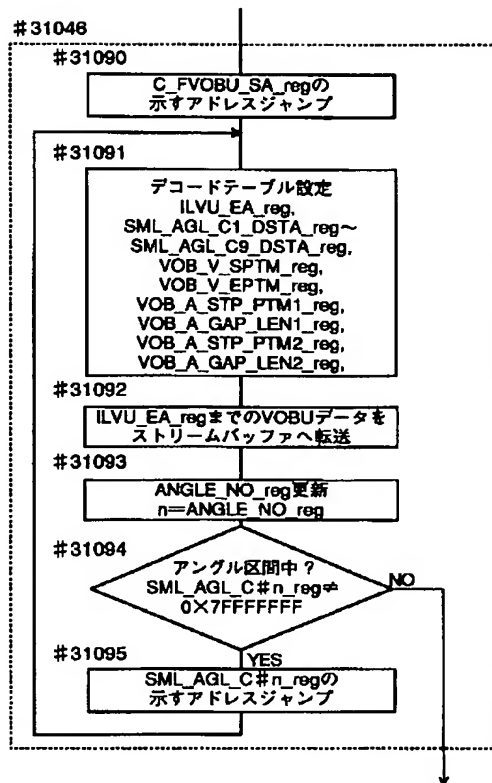 #31046
#31090
C_FVOBU_SA_regの
示すアドレスジャンプ
#31091
デコードテーブル設定
ILVU_EA_reg,
SML_AGL_C1_DSTA_reg~
SML_AGL_C9_DSTA_reg,
VOB_V_SPTM_reg,
VOB_V_EPTM_reg,
VOB_A_STP_PTM1_reg,
VOB_A_GAP_LEN1_reg,
VOB_A_STP_PTM2_reg,
VOB_A_GAP_LEN2_reg,
#31092
ILVU_EA_regまでのVOBUデータを
ストリームバッファへ転送
#31093
ANGLE_NO_reg更新
n=ANGLE_NO_reg
#31094
アングル区間中?
SML_AGL_C#n_reg≠
0×7FFFFFFF
NO
YES
#31095
SML_AGL_C#n_regの
示すアドレスジャンプ